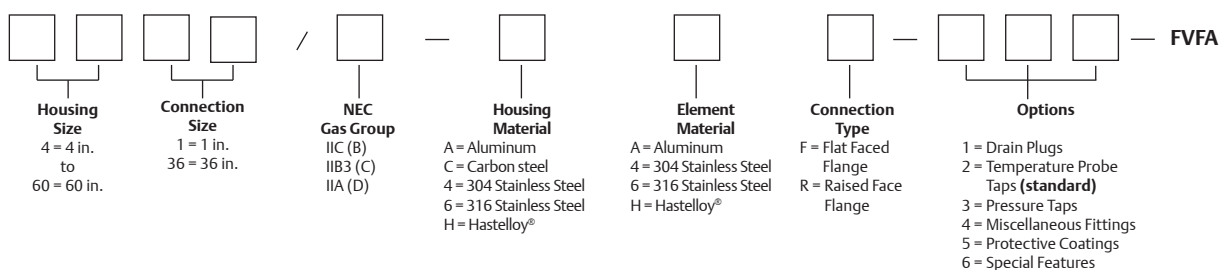 / — — — FVFA
Housing
Size
4 = 4 in.
to
60 = 60 in.
Connection
Size
1 = 1 in.
36 = 36 in.
NEC
Gas Group
IIC (B)
IIB3 (C)
IIA (D)
Housing
Material
A = Aluminum
C = Carbon steel
4 = 304 Stainless Steel
6 = 316 Stainless Steel
H = Hastelloy®
Element
Material
A = Aluminum
4 = 304 Stainless Steel
6 = 316 Stainless Steel
H = Hastelloy®
Connection
Type
F = Flat Faced
Flange
R = Raised Face
Flange
Options
1 = Drain Plugs
2 = Temperature Probe
Taps (standard)
3 = Pressure Taps
4 = Miscellaneous Fittings
5 = Protective Coatings
6 = Special Features